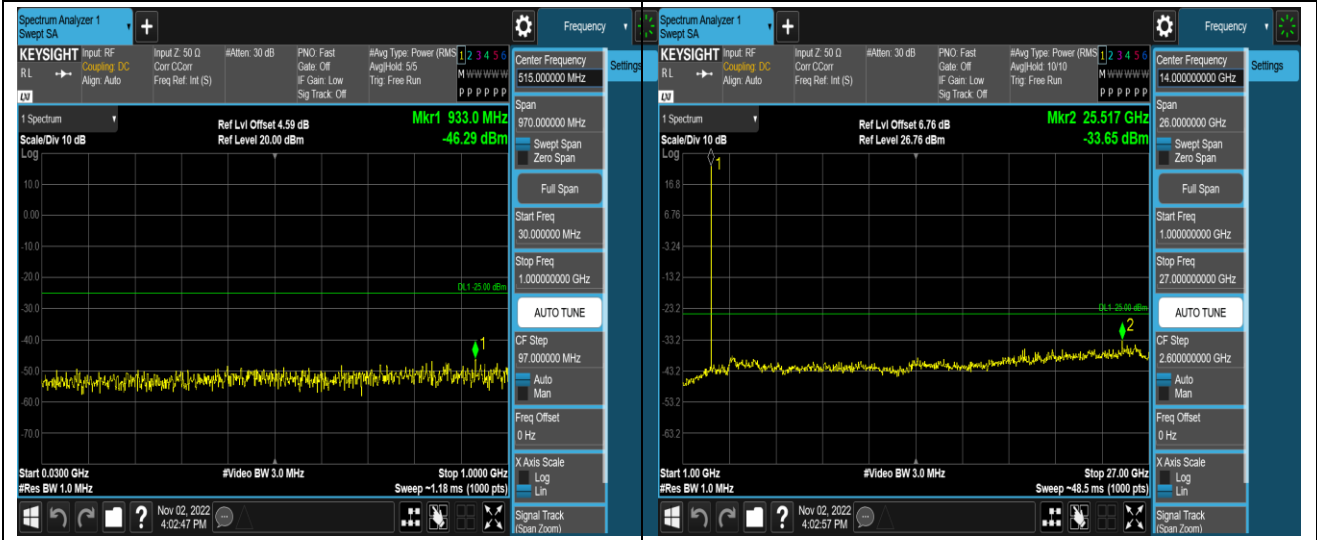 Spectrum Analyzer 1
Swept SA
+
Frequency
KEYSIGHT
RL
LXI
Input: RF
Coupling: DC
Align: Auto
Input Z: 50 Ω
Corr CCorr
Freq Ref: Int (S)
#Atten: 30 dB
PNO: Fast
Gate: Off
IF Gain: Low
Sig Track: Off
#Avg Type: Power (RMS
Avg|Hold: 5/5
Trig: Free Run
1 2 3 4 5 6
M W W W W W
P P P P P P
1 Spectrum
Scale/Div 10 dB
Log
Ref Lvl Offset 4.59 dB
Ref Level 20.00 dBm
Mkr1 933.0 MHz
-46.29 dBm
10.0
0.00
-10.0
-20.0
DL1 -25.00 dBm
-30.0
-40.0
1
-50.0
-60.0
-70.0
Start 0.0300 GHz
#Res BW 1.0 MHz
#Video BW 3.0 MHz
Stop 1.0000 GHz
Sweep ~1.18 ms (1000 pts)
Nov 02, 2022
4:02:47 PM
?
Center Frequency
515.000000 MHz
Settings
Span
970.000000 MHz
Swept Span
Zero Span
Full Span
Start Freq
30.000000 MHz
Stop Freq
1.000000000 GHz
AUTO TUNE
CF Step
97.000000 MHz
Auto
Man
Freq Offset
0 Hz
X Axis Scale
Log
Lin
Signal Track
(Span Zoom)
Spectrum Analyzer 1
Swept SA
+
Frequency
KEYSIGHT
RL
LXI
Input: RF
Coupling: DC
Align: Auto
Input Z: 50 Ω
Corr CCorr
Freq Ref: Int (S)
#Atten: 30 dB
PNO: Fast
Gate: Off
IF Gain: Low
Sig Track: Off
#Avg Type: Power (RMS
Avg|Hold: 10/10
Trig: Free Run
1 2 3 4 5 6
M W W W W W
P P P P P P
1 Spectrum
Scale/Div 10 dB
Log
Ref Lvl Offset 6.76 dB
Ref Level 26.76 dBm
Mkr2 25.517 GHz
-33.65 dBm
1
16.8
6.76
-3.24
-13.2
-23.2
DL1 -25.00 dBm
2
-33.2
-43.2
-53.2
-63.2
Start 1.00 GHz
#Res BW 1.0 MHz
#Video BW 3.0 MHz
Stop 27.00 GHz
Sweep ~48.5 ms (1000 pts)
Nov 02, 2022
4:02:57 PM
?
Center Frequency
14.000000000 GHz
Settings
Span
26.0000000 GHz
Swept Span
Zero Span
Full Span
Start Freq
1.000000000 GHz
Stop Freq
27.000000000 GHz
AUTO TUNE
CF Step
2.600000000 GHz
Auto
Man
Freq Offset
0 Hz
X Axis Scale
Log
Lin
Signal Track
(Span Zoom)